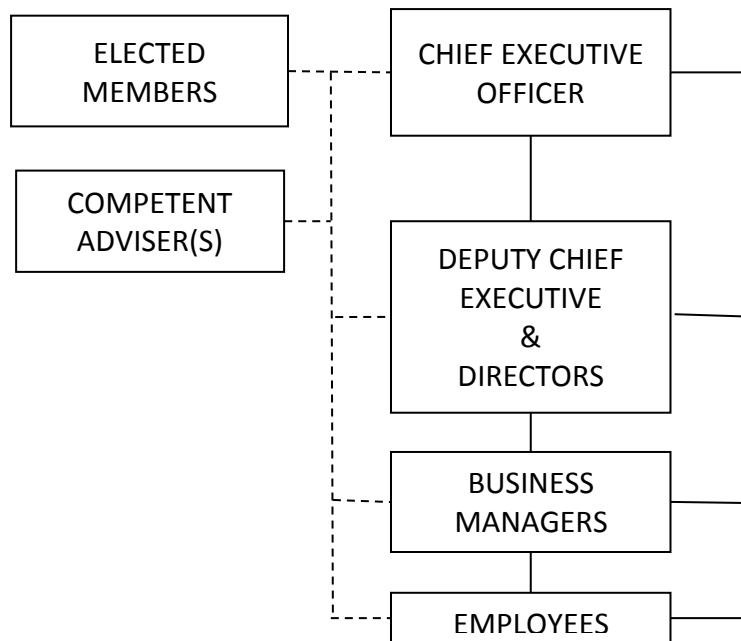 ELECTED
MEMBERS
CHIEF EXECUTIVE
OFFICER
COMPETENT
ADVISER(S)
DEPUTY CHIEF
EXECUTIVE
&
DIRECTORS
BUSINESS
MANAGERS
EMPLOYEES